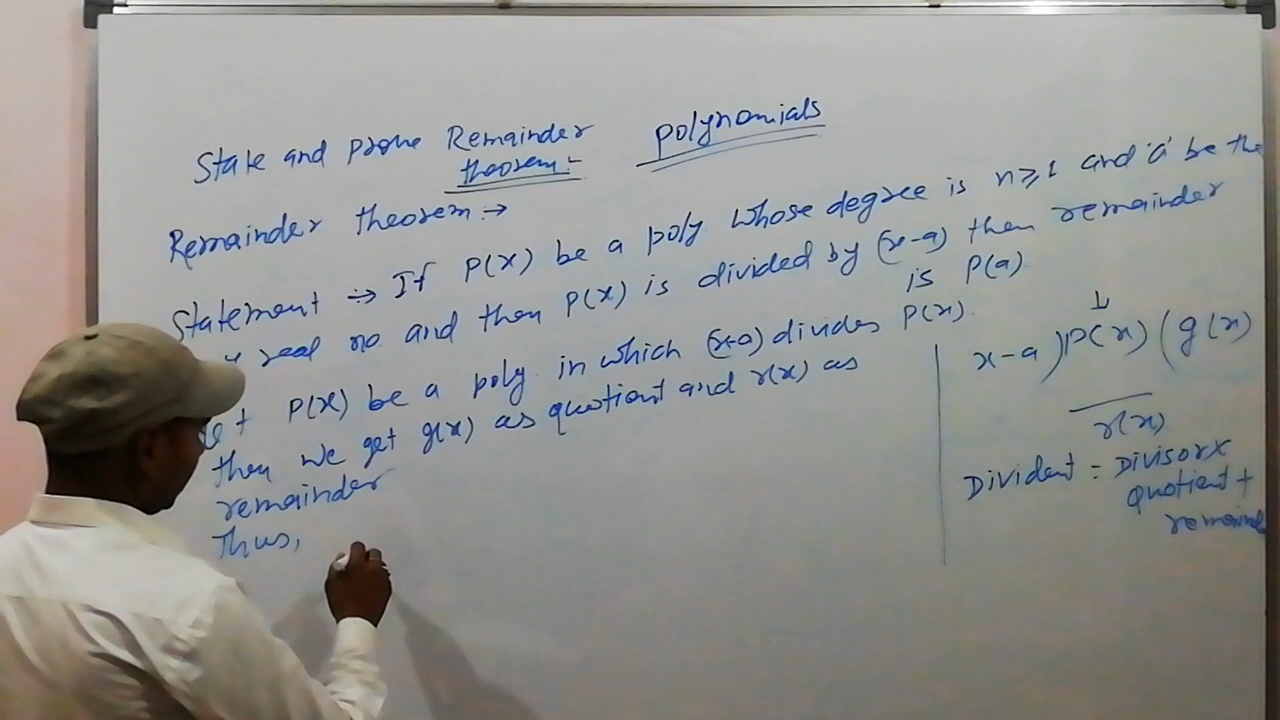 State and prove Remainder
theorem:-
polynomials
Remainder theorem :→
Statement :→ If P(x) be a poly whose degree is n⩾1 and 'a' be the
real no and then P(x) is divided by (x-a) then remainder
is P(a)
P(x) be a poly in which (x-a) divides P(x).
then we get g(x) as quotient and r(x) as
remainder
Thus,
x-a)P(x)(g(x)
r(x)
Dividant = Divisor x
Quotient +